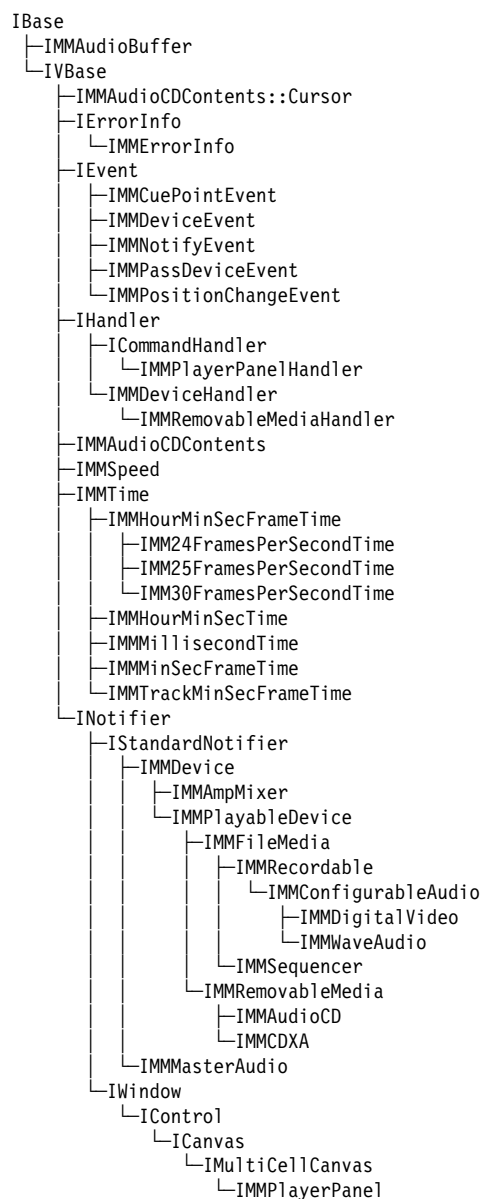 IBase
├─IMMAudioBuffer
└─IVBase
├─IMMAudioCDContents::Cursor
├─IErrorInfo
│ └─IMMErrorInfo
├─IEvent
│ ├─IMMCuePointEvent
│ ├─IMMDeviceEvent
│ ├─IMMNotifyEvent
│ ├─IMMPassDeviceEvent
│ └─IMMPositionChangeEvent
├─IHandler
│ ├─ICommandHandler
│ │ └─IMMPlayerPanelHandler
│ └─IMMDeviceHandler
│ └─IMMRemovableMediaHandler
├─IMMAudioCDContents
├─IMMSpeed
├─IMMTime
│ ├─IMMHourMinSecFrameTime
│ │ ├─IMM24FramesPerSecondTime
│ │ ├─IMM25FramesPerSecondTime
│ │ └─IMM30FramesPerSecondTime
│ ├─IMMHourMinSecTime
│ ├─IMMMillisecondTime
│ ├─IMMMinSecFrameTime
│ └─IMMTrackMinSecFrameTime
└─INotifier
├─IStandardNotifier
│ ├─IMMDevice
│ │ ├─IMMAmpMixer
│ │ └─IMMPlayableDevice
│ │ ├─IMMFileMedia
│ │ │ ├─IMMRecordable
│ │ │ │ └─IMMConfigurableAudio
│ │ │ │ ├─IMMDigitalVideo
│ │ │ │ └─IMMWaveAudio
│ │ │ └─IMMSequencer
│ │ └─IMMRemovableMedia
│ │ ├─IMMAudioCD
│ │ └─IMMCDXA
│ └─IMMMasterAudio
└─IWindow
└─IControl
└─ICanvas
└─IMultiCellCanvas
└─IMMPlayerPanel